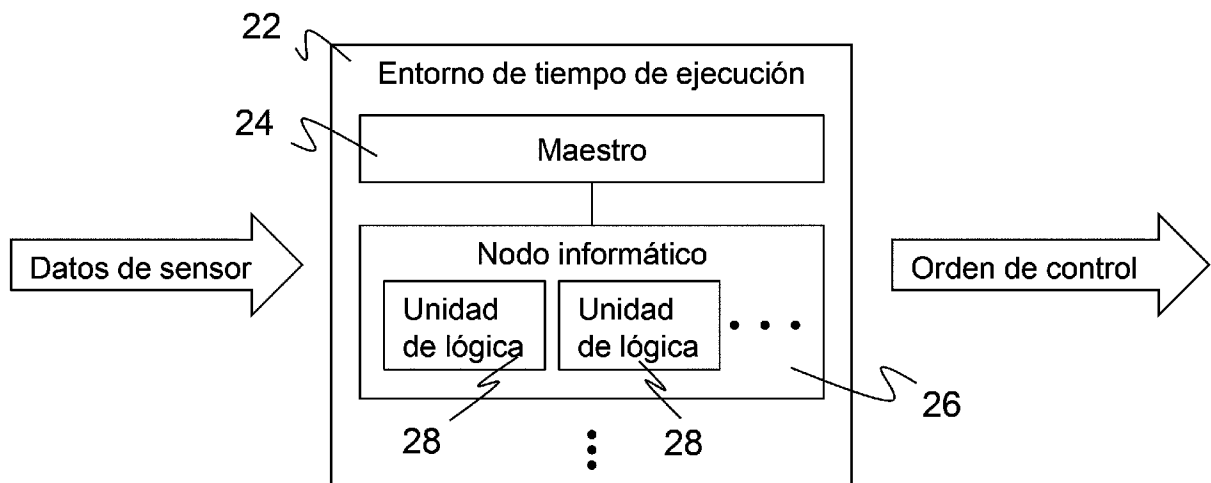 22
Entorno de tiempo de ejecución
24
Maestro
Datos de sensor
Nodo informático
Orden de control
Unidad
de lógica
Unidad
de lógica
28
28
26